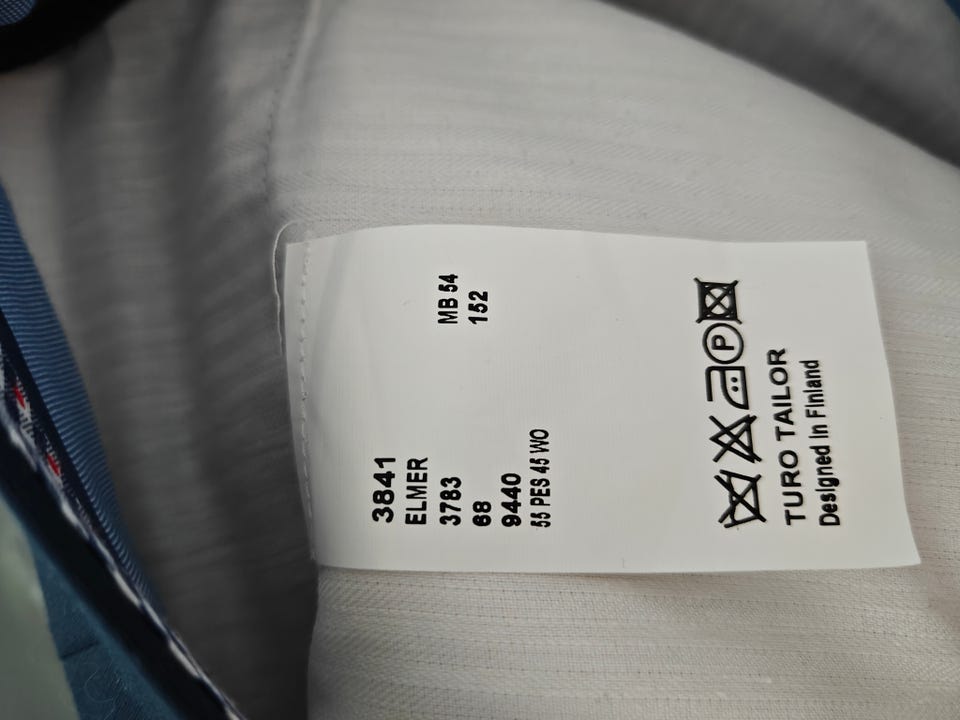 3841
ELMER
3783 MB 54
68 152
9440
55 PES 45 WO
P
TURO TAILOR
Designed in Finland